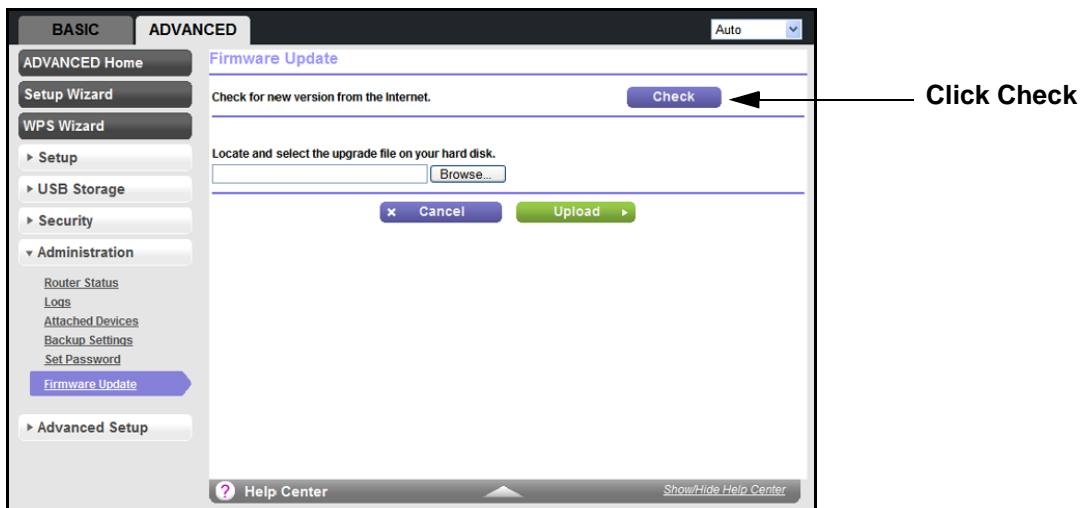 BASIC ADVANCED Auto
ADVANCED Home
Setup Wizard
WPS Wizard
Setup
USB Storage
Security
Administration
Router Status
Logs
Attached Devices
Backup Settings
Set Password
Firmware Update
Advanced Setup
Firmware Update
Check for new version from the Internet. Check
Click Check
Locate and select the upgrade file on your hard disk.
Browse...
x Cancel Upload
? Help Center Show/Hide Help Center